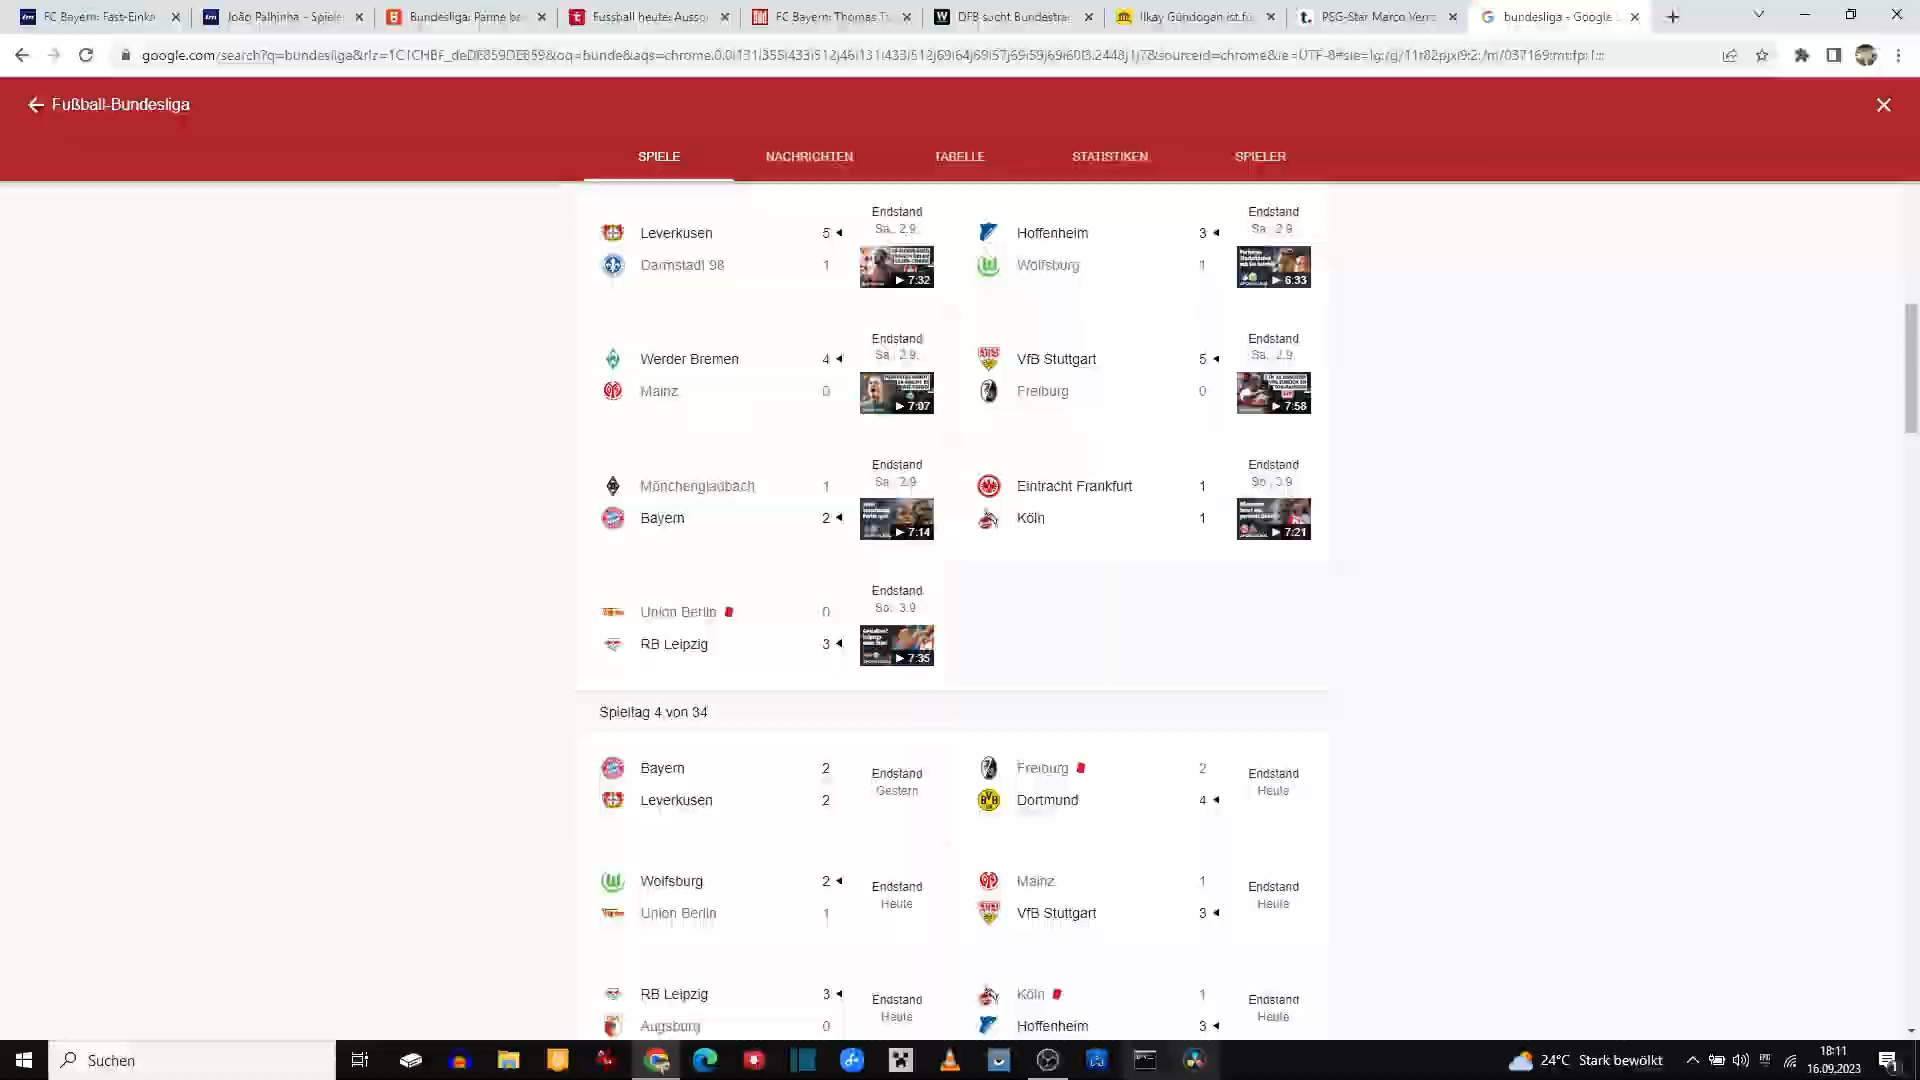 FC Bayern: Fast-Einke
João Palhinha - Spiele
Bundesliga: Panne be
Fussball heute: Aussp
FC Bayern: Thomas T
DFB sucht Bundestra
Ilkay Gündogan ist fü
PSG-Star Marco Verra
bundesliga - Google
Fußball-Bundesliga
SPIELE
NACHRICHTEN
TABELLE
STATISTIKEN
SPIELER
Leverkusen 5
Darmstadt 98 1
Endstand
Sa., 2.9.
7:32
Hoffenheim 3
Wolfsburg 1
Endstand
Sa., 2.9.
6:33
Werder Bremen 4
Mainz 0
Endstand
Sa., 2.9.
7:07
VfB Stuttgart 5
Freiburg 0
Endstand
Sa., 2.9.
7:58
Mönchengladbach 1
Bayern 2
Endstand
Sa., 2.9.
7:14
Eintracht Frankfurt 1
Köln 1
Endstand
So., 3.9.
7:21
Union Berlin 0
RB Leipzig 3
Endstand
So., 3.9.
7:35
Spieltag 4 von 34
Bayern 2
Leverkusen 2
Endstand
Gestern
Freiburg 2
Dortmund 4
Endstand
Heute
Wolfsburg 2
Union Berlin 1
Endstand
Heute
Mainz 1
VfB Stuttgart 3
Endstand
Heute
RB Leipzig 3
Augsburg 0
Endstand
Heute
Köln 1
Hoffenheim 3
Endstand
Heute
Suchen
24°C Stark bewölkt
18:11
16.09.2023